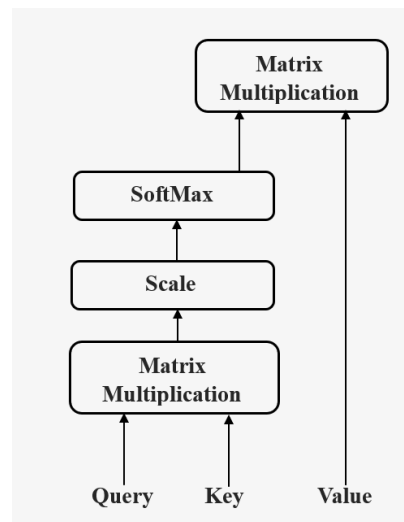 Matrix
Multiplication
SoftMax
Scale
Matrix
Multiplication
Query Key Value